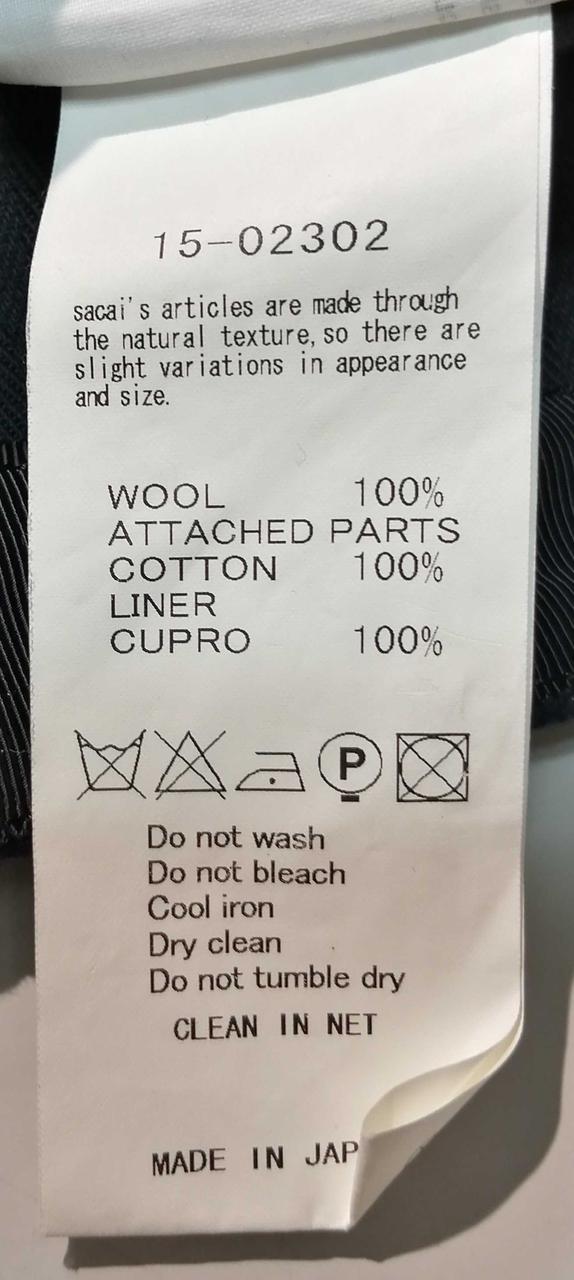 15-02302
sacai's articles are made through
the natural texture, so there are
slight variations in appearance
and size.
WOOL 100%
ATTACHED PARTS
COTTON 100%
LINER
CUPRO 100%
P
Do not wash
Do not bleach
Cool iron
Dry clean
Do not tumble dry
CLEAN IN NET
MADE IN JAP